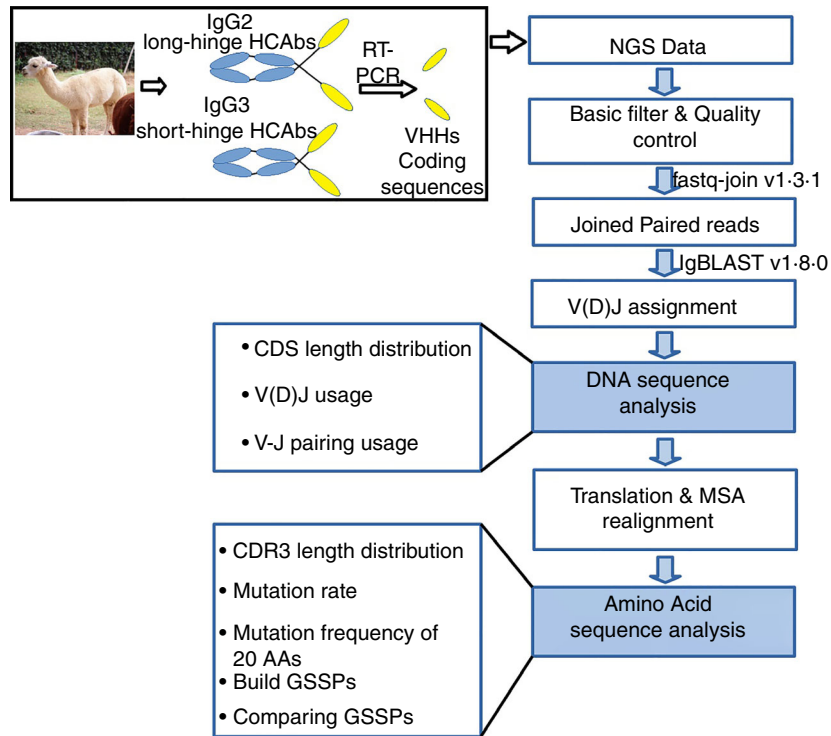 IgG2
long-hinge HCAbs
IgG3
short-hinge HCAbs
RT-
PCR
VHHs
Coding
sequences
NGS Data
Basic filter & Quality
control
fastq-join v1·3·1
Joined Paired reads
IgBLAST v1·8·0
V(D)J assignment
• CDS length distribution
• V(D)J usage
• V-J pairing usage
DNA sequence
analysis
Translation & MSA
realignment
• CDR3 length distribution
• Mutation rate
• Mutation frequency of
20 AAs
• Build GSSPs
• Comparing GSSPs
Amino Acid
sequence analysis